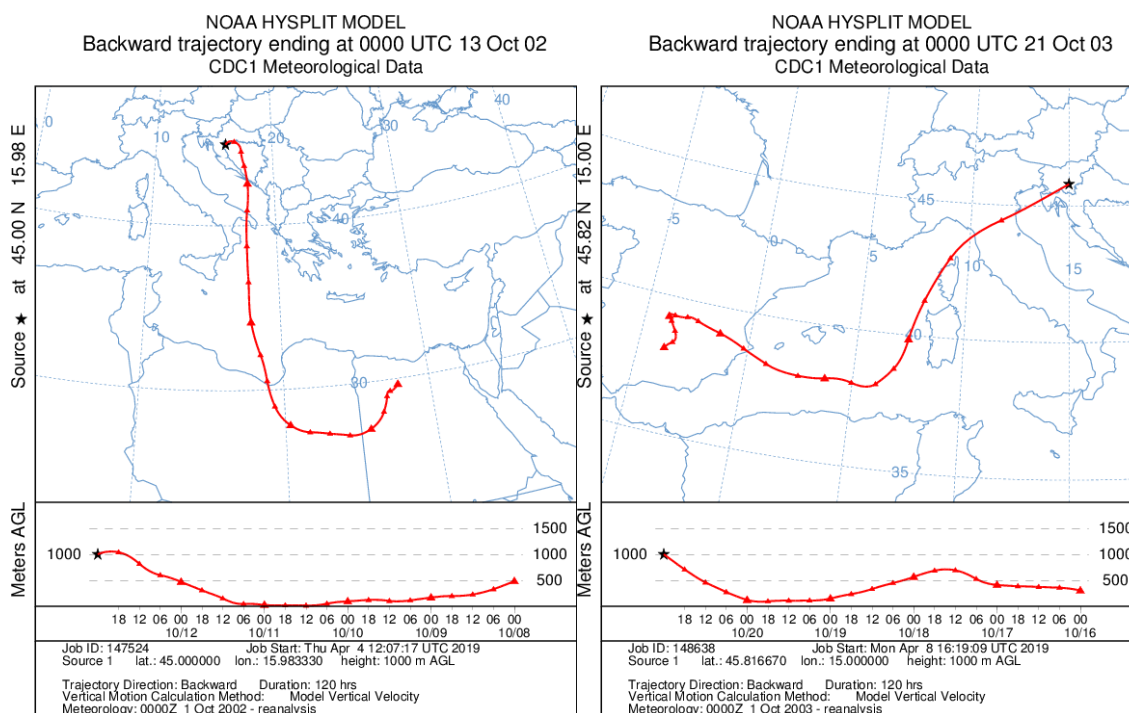 NOAA HYSPLIT MODEL
Backward trajectory ending at 0000 UTC 13 Oct 02
CDC1 Meteorological Data
Source ★ at 45.00 N 15.98 E
0
10
20
30
40
40
30
Meters AGL
1000
1500
1000
500
18 12 06 00 18 12 06 00 18 12 06 00 18 12 06 00 18 12 06 00
10/12 10/11 10/10 10/09 10/08
Job ID: 147524 Job Start: Thu Apr 4 12:07:17 UTC 2019
Source 1 lat.: 45.000000 lon.: 15.983330 height: 1000 m AGL
Trajectory Direction: Backward Duration: 120 hrs
Vertical Motion Calculation Method: Model Vertical Velocity
Meteorology: 0000Z 1 Oct 2002 - reanalysis
NOAA HYSPLIT MODEL
Backward trajectory ending at 0000 UTC 21 Oct 03
CDC1 Meteorological Data
Source ★ at 45.82 N 15.00 E
-5
0
5
45
10
15
40
35
Meters AGL
1000
1500
1000
500
18 12 06 00 18 12 06 00 18 12 06 00 18 12 06 00 18 12 06 00
10/20 10/19 10/18 10/17 10/16
Job ID: 148638 Job Start: Mon Apr 8 16:19:09 UTC 2019
Source 1 lat.: 45.816670 lon.: 15.000000 height: 1000 m AGL
Trajectory Direction: Backward Duration: 120 hrs
Vertical Motion Calculation Method: Model Vertical Velocity
Meteorology: 0000Z 1 Oct 2003 - reanalysis